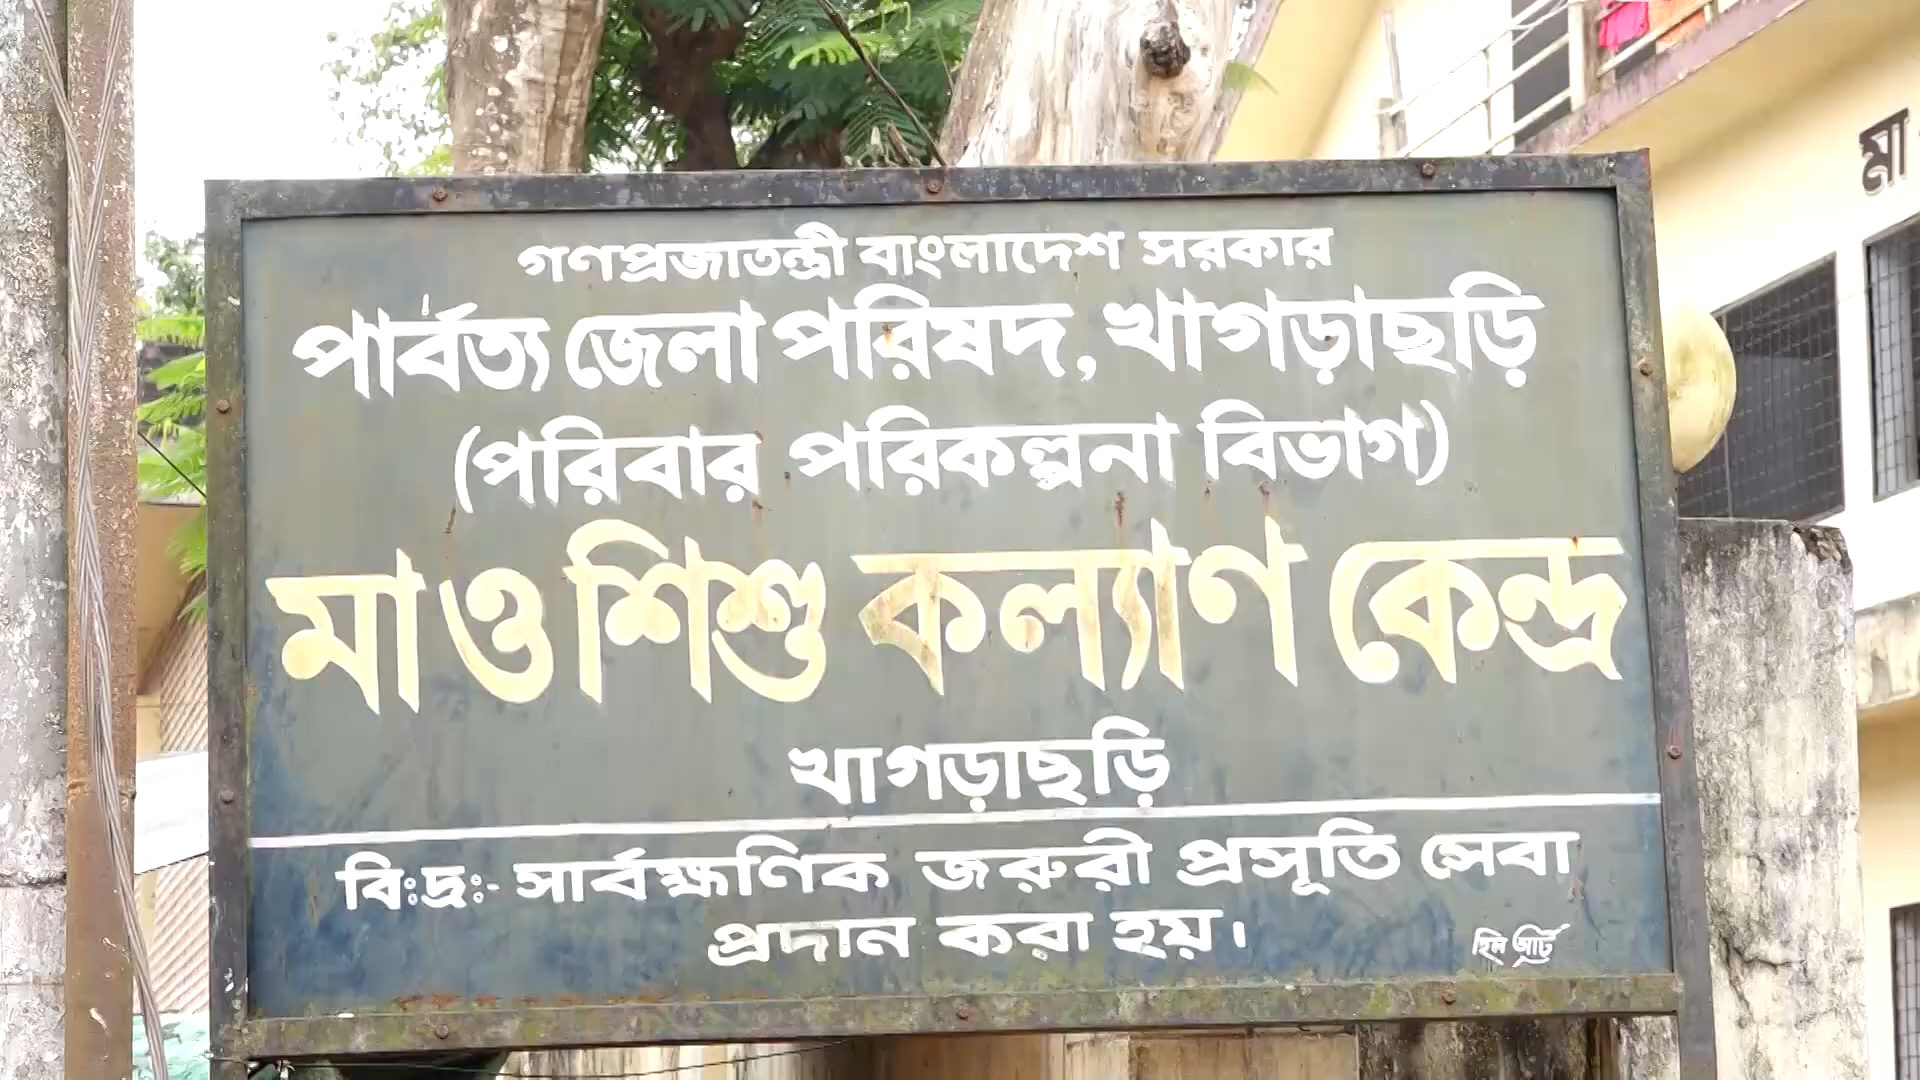 গণপ্রজাতন্ত্রী বাংলাদেশ সরকার
পার্বত্য জেলা পরিষদ, খাগড়াছড়ি
(পরিবার পরিকল্পনা বিভাগ)
মা ও শিশু কল্যাণ কেন্দ্র
খাগড়াছড়ি
বিঃদ্রঃ- সার্বক্ষণিক জরুরী প্রসূতি সেবা
প্রদান করা হয়।
হিল আর্ট
মা